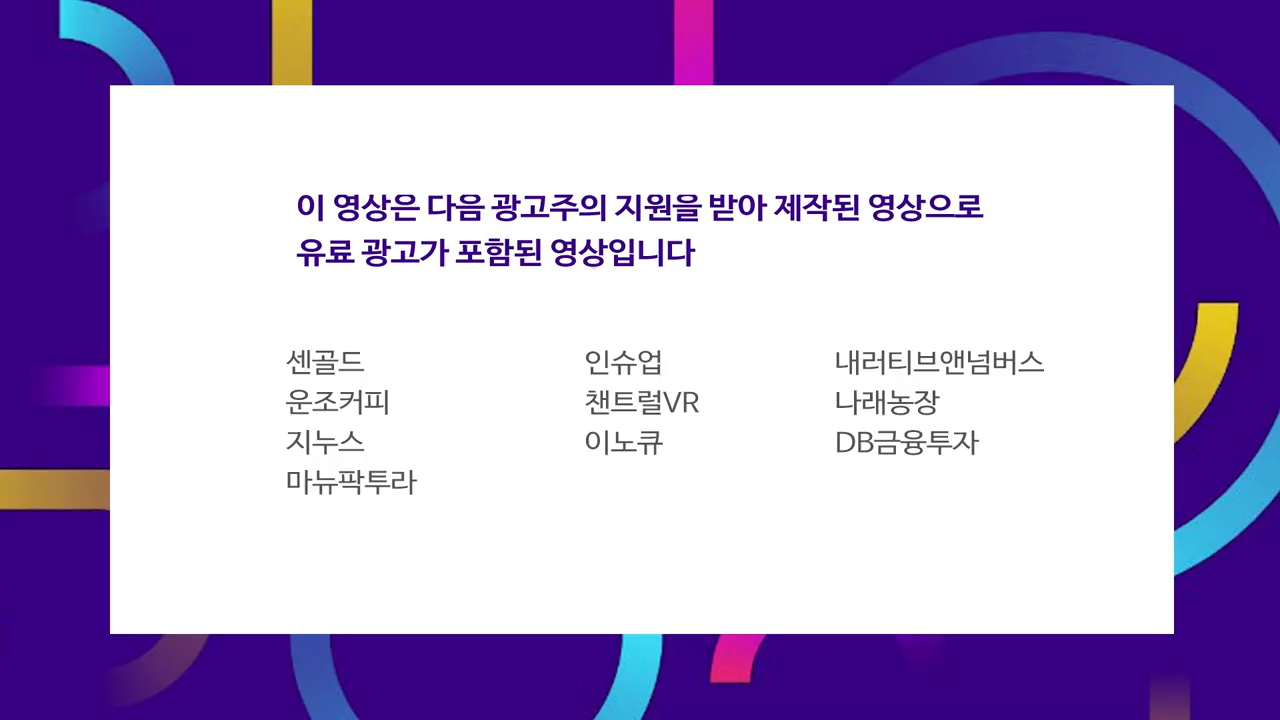 이 영상은 다음 광고주의 지원을 받아 제작된 영상으로
유료 광고가 포함된 영상입니다
센골드 인슈업 내러티브앤넘버스
운조커피 챈트럴VR 나래농장
지누스 이노큐 DB금융투자
마뉴팍투라